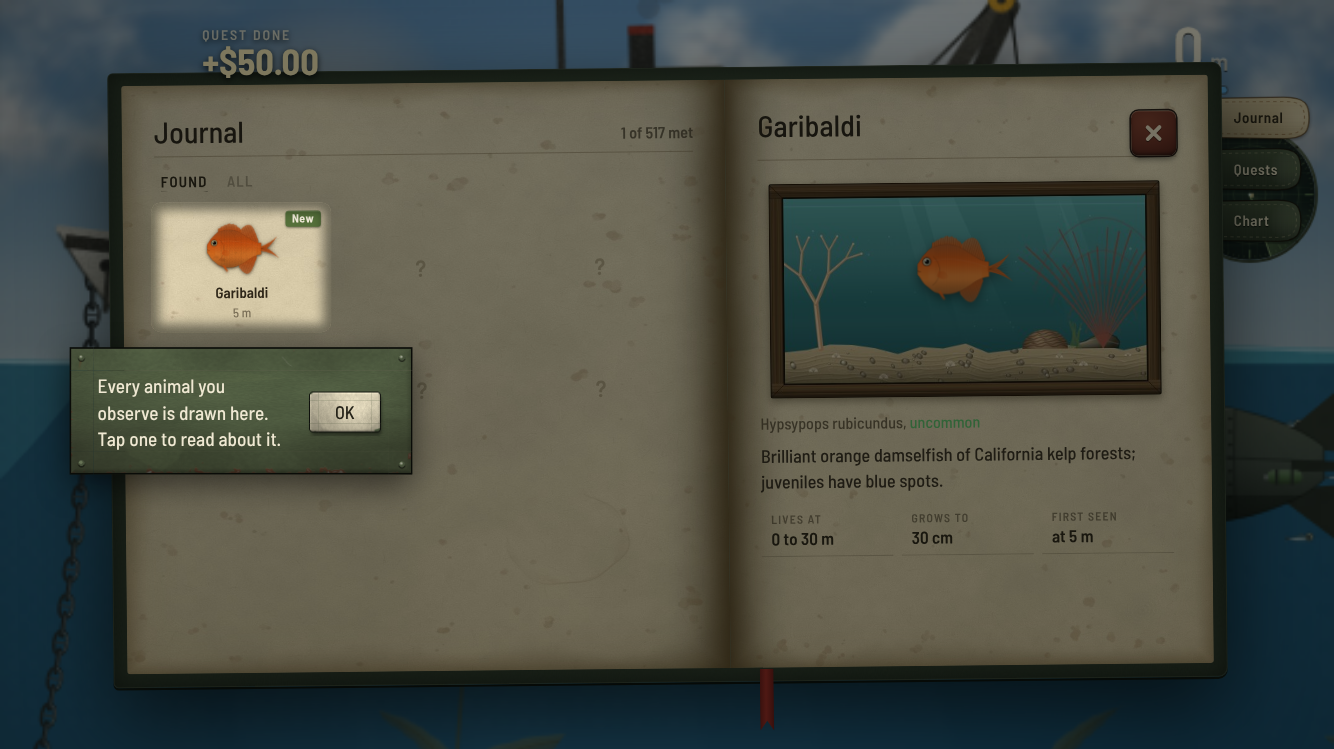 QUEST DONE
+$50.00
0 m
Journal
1 of 517 met
FOUND ALL
New
Garibaldi
5 m
?
?
?
?
Every animal you
observe is drawn here.
Tap one to read about it.
OK
Garibaldi
Hypsypops rubicundus, uncommon
Brilliant orange damselfish of California kelp forests;
juveniles have blue spots.
LIVES AT
0 to 30 m
GROWS TO
30 cm
FIRST SEEN
at 5 m
Journal
Quests
Chart